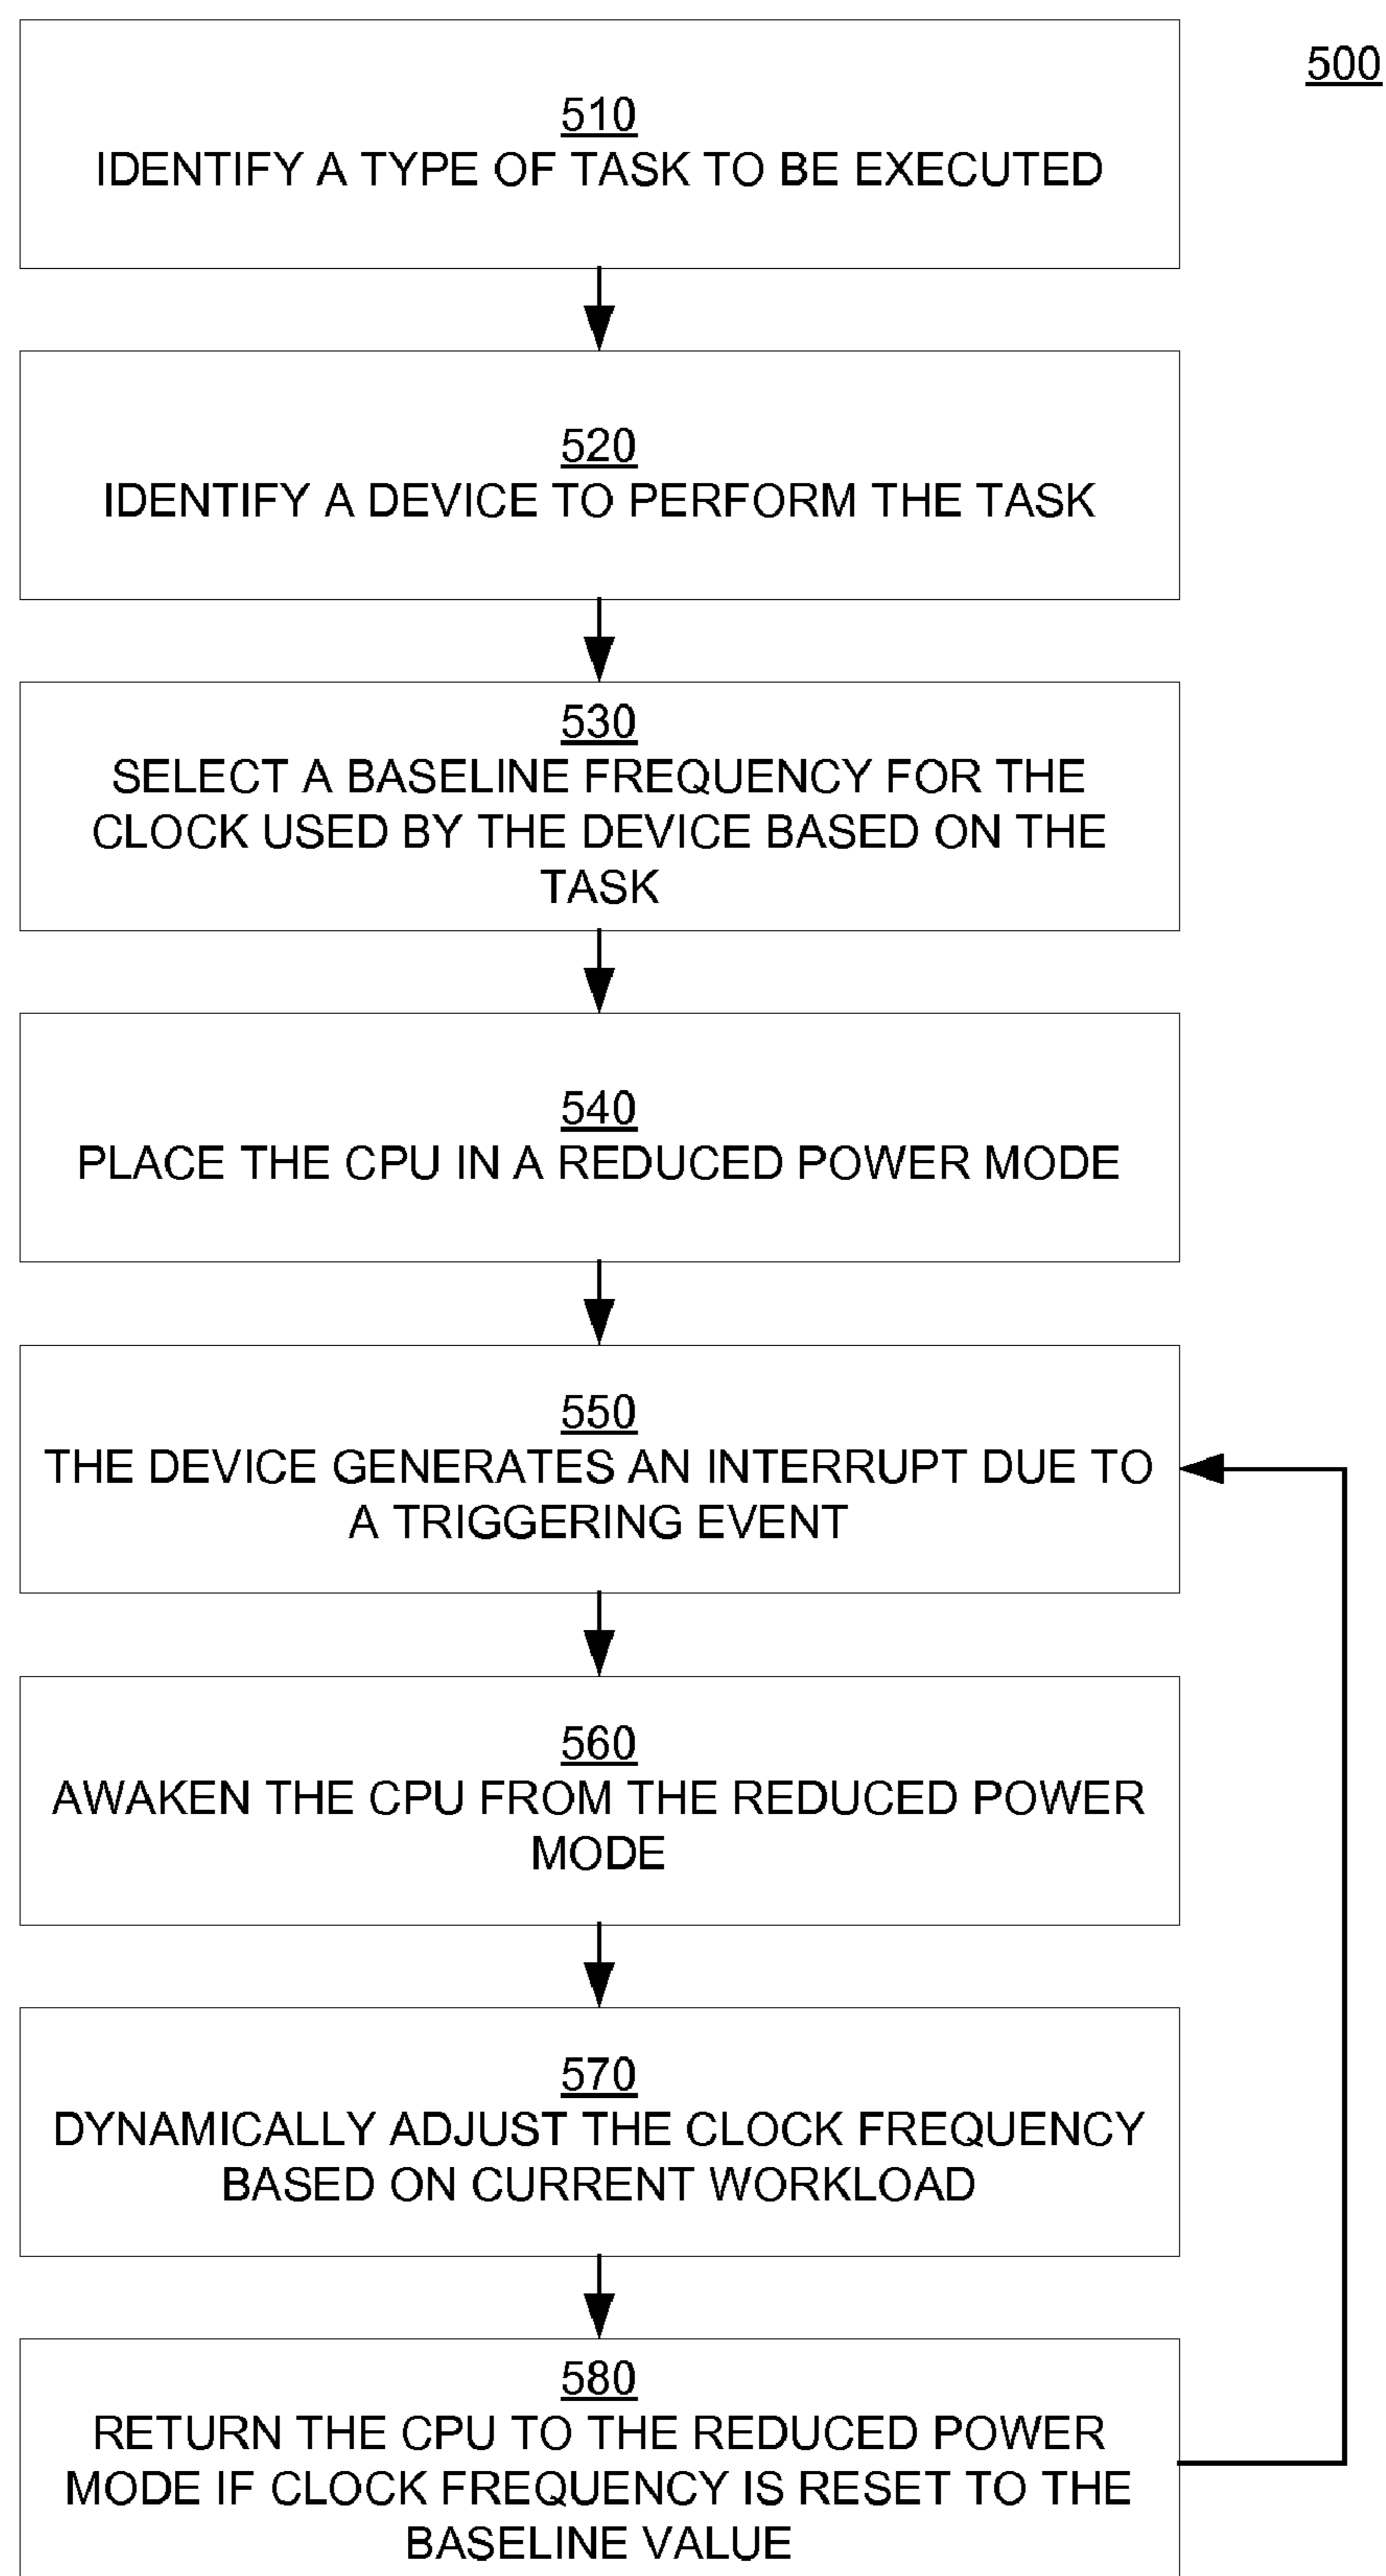 500
510
IDENTIFY A TYPE OF TASK TO BE EXECUTED
520
IDENTIFY A DEVICE TO PERFORM THE TASK
530
SELECT A BASELINE FREQUENCY FOR THE
CLOCK USED BY THE DEVICE BASED ON THE
TASK
540
PLACE THE CPU IN A REDUCED POWER MODE
550
THE DEVICE GENERATES AN INTERRUPT DUE TO
A TRIGGERING EVENT
560
AWAKEN THE CPU FROM THE REDUCED POWER
MODE
570
DYNAMICALLY ADJUST THE CLOCK FREQUENCY
BASED ON CURRENT WORKLOAD
580
RETURN THE CPU TO THE REDUCED POWER
MODE IF CLOCK FREQUENCY IS RESET TO THE
BASELINE VALUE